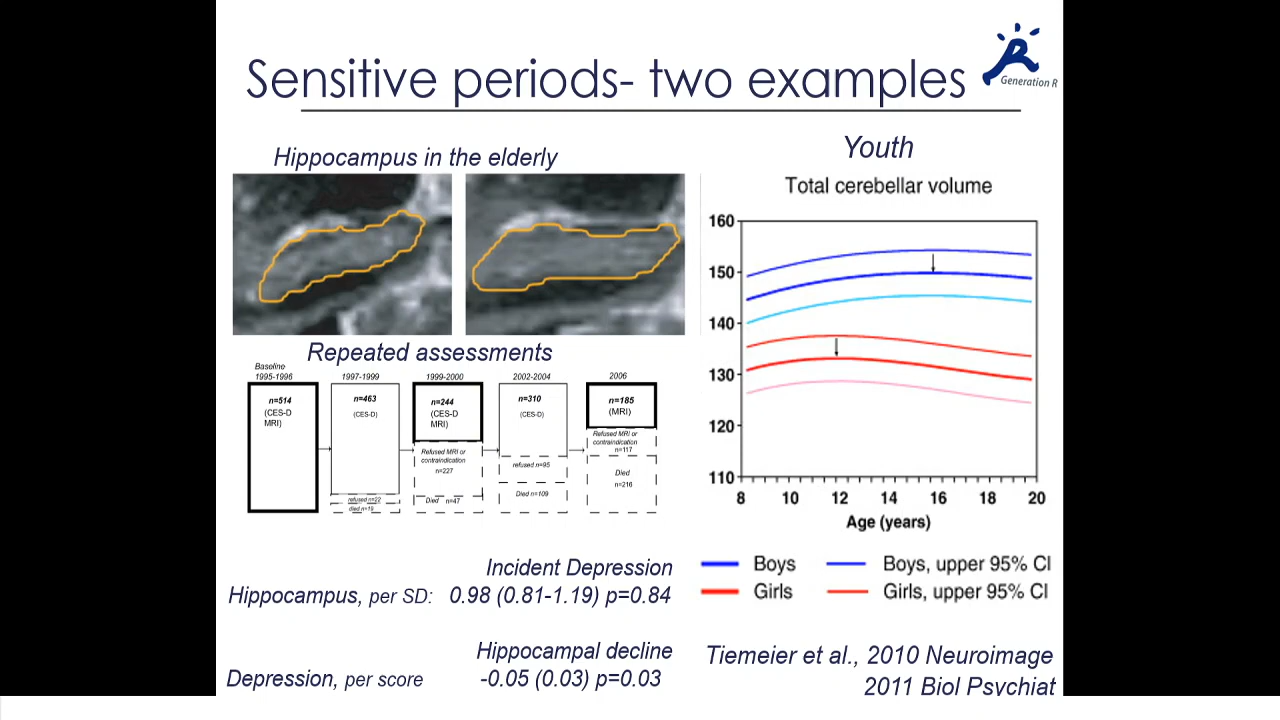 Sensitive periods- two examples
Generation R
Hippocampus in the elderly
Repeated assessments
Baseline
1995-1996
1997-1999
1999-2000
2002-2004
2006
n=514
(CES-D
MRI)
n=463
(CES-D)
refused n=22
died n=19
n=244
(CES-D
MRI)
Refused MRI or
contraindication
n=227
Died n=47
n=310
(CES-D)
refused n=95
Died n=109
n=185
(MRI)
Refused MRI or
contraindication
n=117
Died
n=216
Incident Depression
Hippocampus, per SD: 0.98 (0.81-1.19) p=0.84
Hippocampal decline
Depression, per score -0.05 (0.03) p=0.03
Youth
Total cerebellar volume
160
150
140
130
120
110
8 10 12 14 16 18 20
Age (years)
Boys
Boys, upper 95% CI
Girls
Girls, upper 95% CI
Tiemeier et al., 2010 Neuroimage
2011 Biol Psychiat